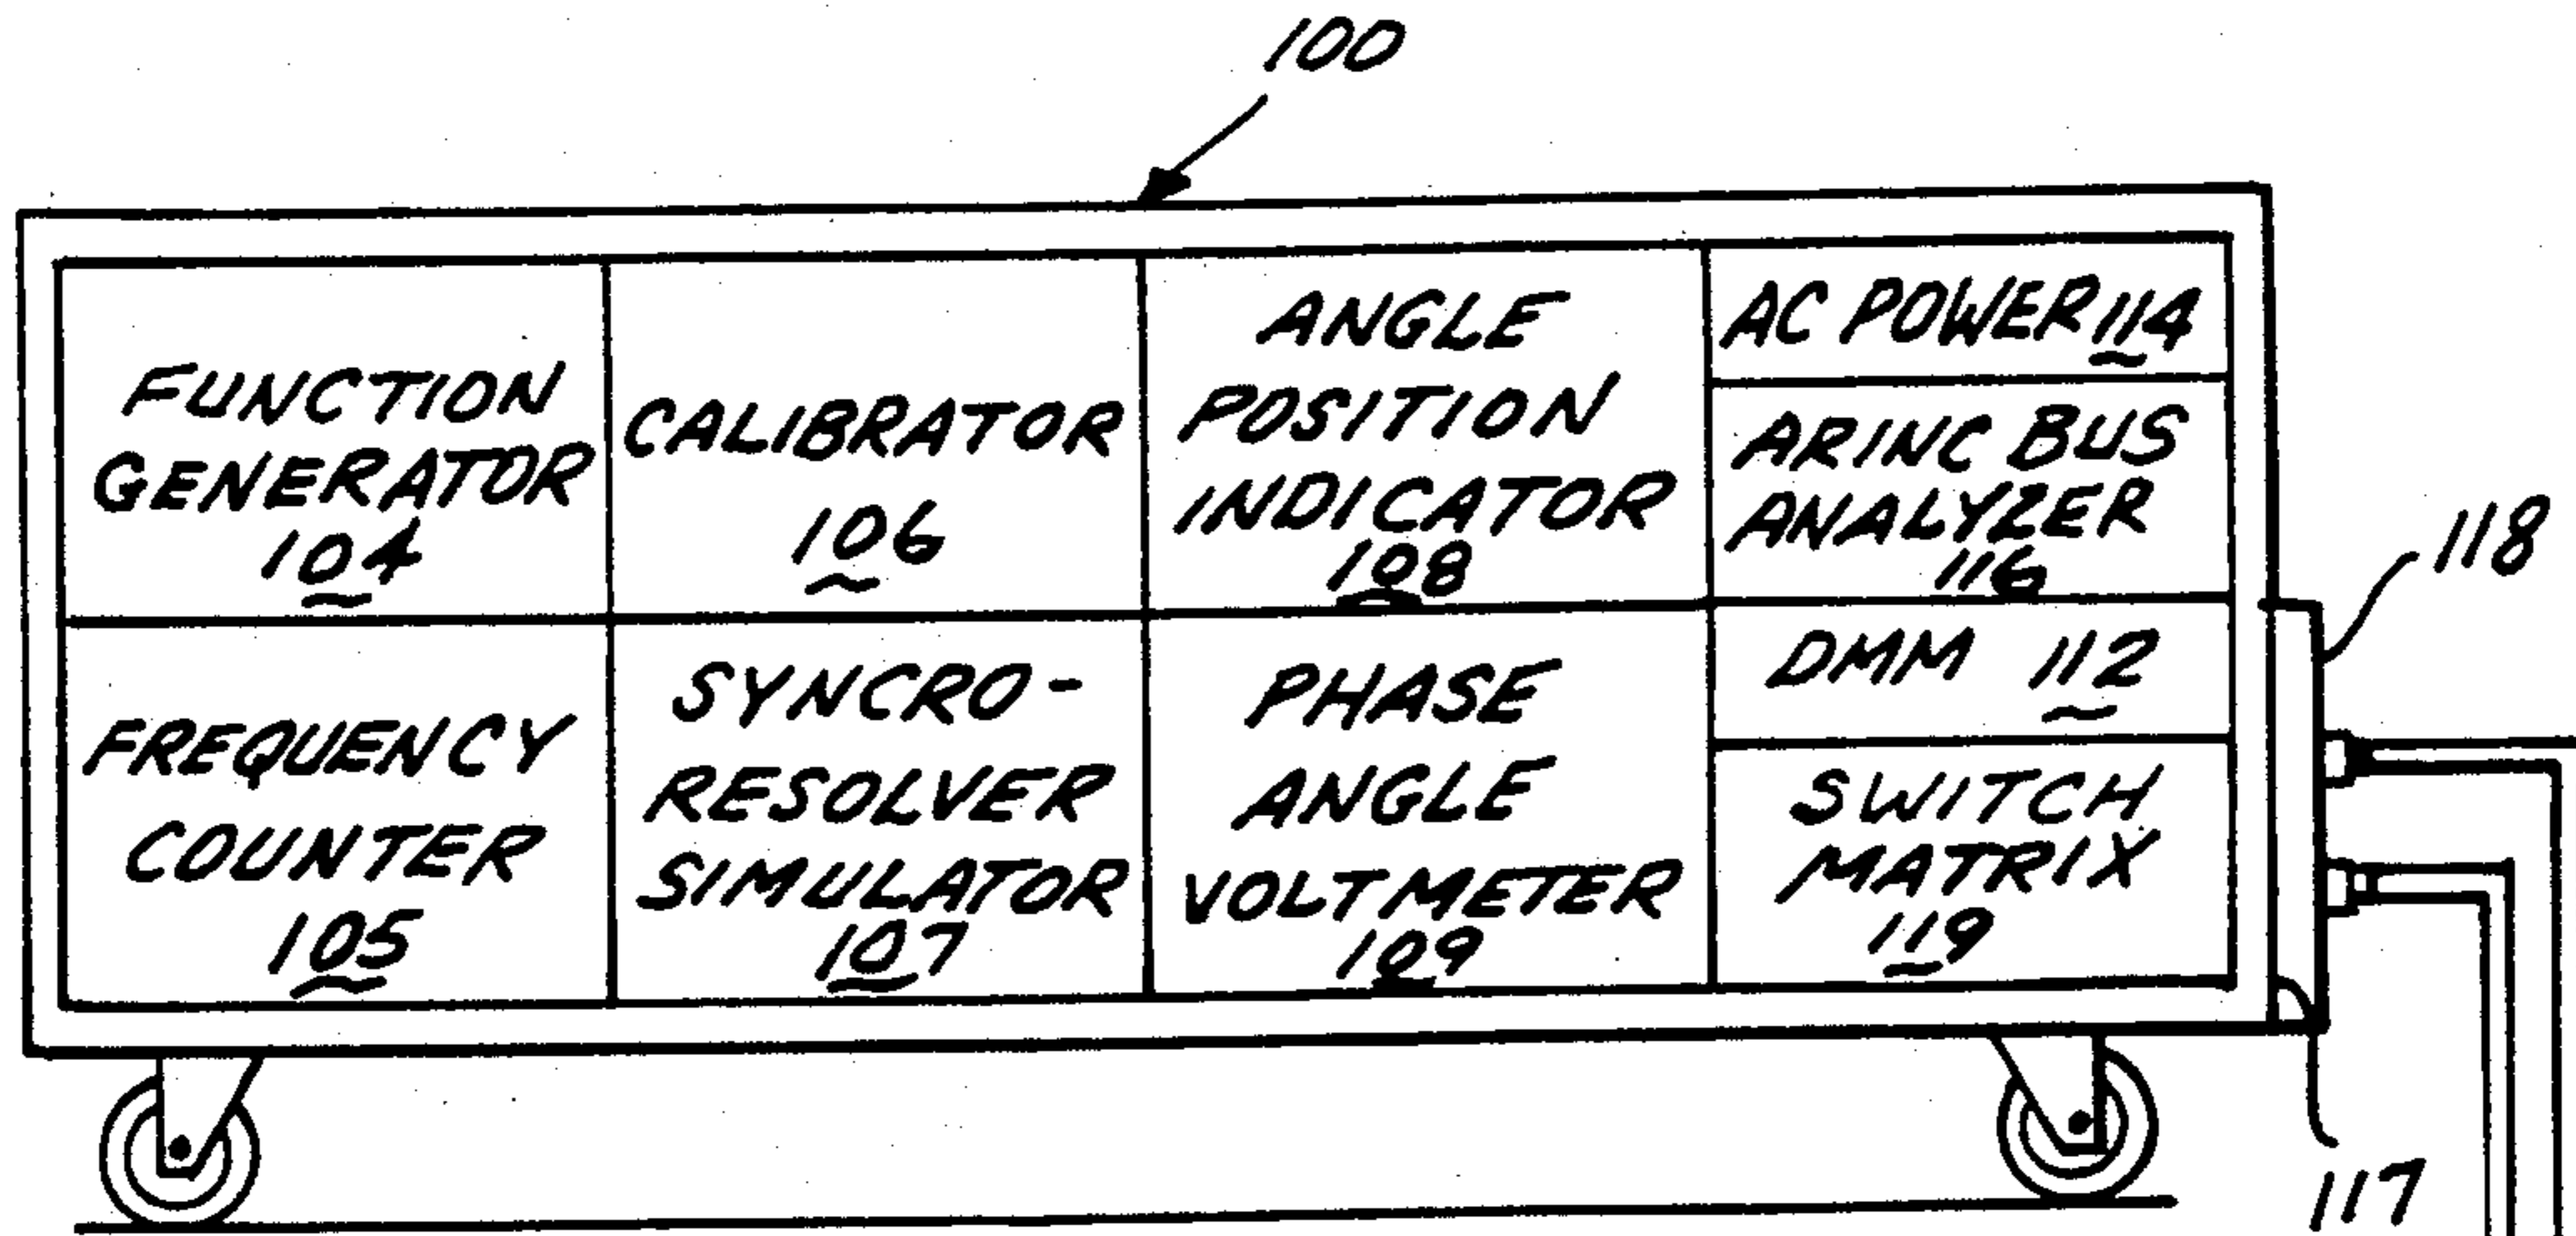 100
FUNCTION
GENERATOR
104
CALIBRATOR
106
ANGLE
POSITION
INDICATOR
108
AC POWER 114
ARINC BUS
ANALYZER
116
118
FREQUENCY
COUNTER
105
SYNCRO-
RESOLVER
SIMULATOR
107
PHASE
ANGLE
VOLTMETER
109
DMM 112
SWITCH
MATRIX
119
117